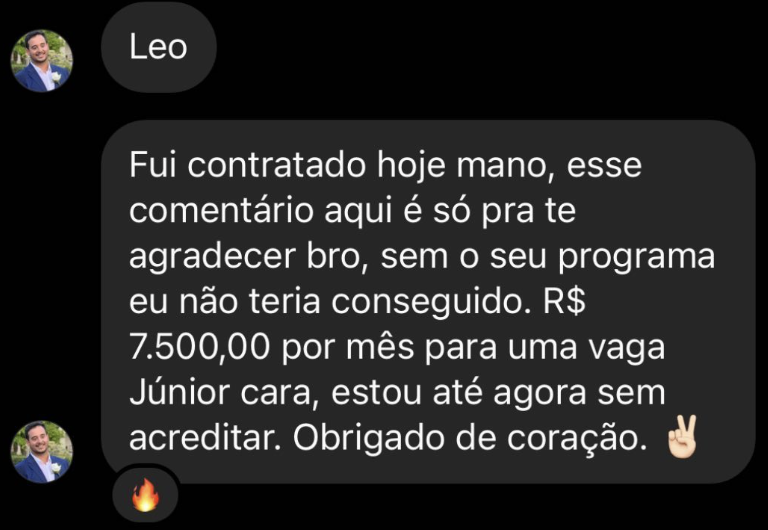 Leo
Fui contratado hoje mano, esse
comentário aqui é só pra te
agradecer bro, sem o seu programa
eu não teria conseguido. R$
7.500,00 por mês para uma vaga
Júnior cara, estou até agora sem
acreditar. Obrigado de coração. ✌🏻
🔥